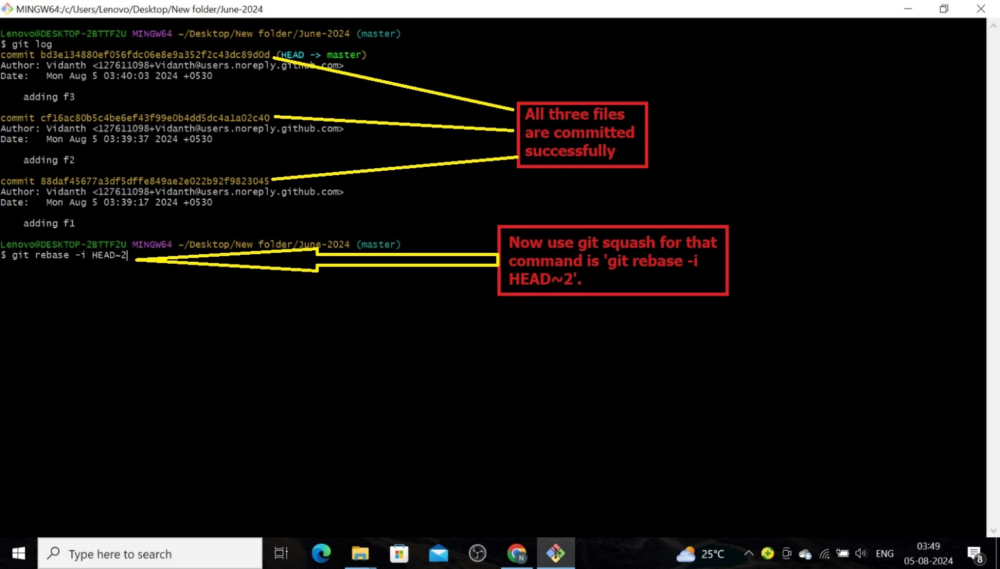 MINGW64:/c/Users/Lenovo/Desktop/New folder/June-2024
Lenovo@DESKTOP-2BTTF2U MINGW64 ~/Desktop/New folder/June-2024 (master)
$ git log
commit bd3e134880ef056fdc06e8e9a352f2c43dc89d0d (HEAD -> master)
Author: Vidanth <127611098+Vidanth@users.noreply.github.com>
Date:   Mon Aug 5 03:40:03 2024 +0530
adding f3
commit cf16ac80b5c4be6ef43f99e0b4dd5dc4a1a02c40
Author: Vidanth <127611098+Vidanth@users.noreply.github.com>
Date:   Mon Aug 5 03:39:37 2024 +0530
adding f2
commit 88daf45677a3df5dffe849ae2e022b92f9823045
Author: Vidanth <127611098+Vidanth@users.noreply.github.com>
Date:   Mon Aug 5 03:39:17 2024 +0530
adding f1
All three files
are committed
successfully
Lenovo@DESKTOP-2BTTF2U MINGW64 ~/Desktop/New folder/June-2024 (master)
$ git rebase -i HEAD~2
Now use git squash for that
command is 'git rebase -i
HEAD~2'.
Type here to search
N
25°C
ENG
03:49
05-08-2024
8